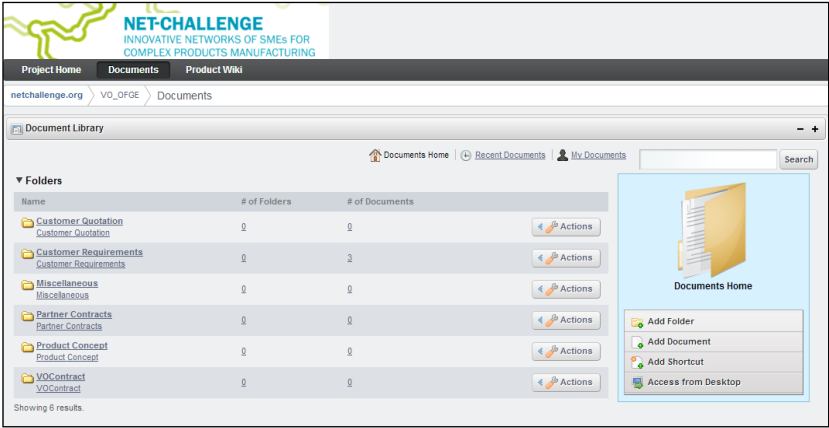 NET-CHALLENGE
INNOVATIVE NETWORKS OF SMEs FOR
COMPLEX PRODUCTS MANUFACTURING
Project Home Documents Product Wiki
netchallenge.org VO_OFGE Documents
Document Library - +
Documents Home Recent Documents My Documents Search
Folders
Name # of Folders # of Documents
Customer Quotation 0 0 Actions
Customer Quotation
Customer Requirements 0 3 Actions
Customer Requirements
Miscellaneous 0 0 Actions
Miscellaneous
Partner Contracts 0 0 Actions
Partner Contracts
Product Concept 0 0 Actions
Product Concept
VOContract 0 0 Actions
VOContract
Showing 6 results.
Documents Home
Add Folder
Add Document
Add Shortcut
Access from Desktop